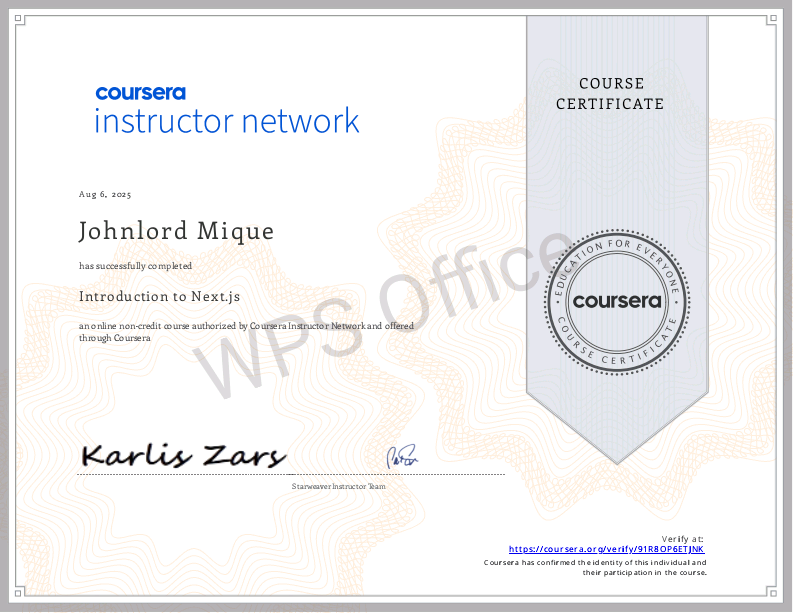 coursera
instructor network
COURSE
CERTIFICATE
Aug 6, 2025
Johnlord Mique
has successfully completed
Introduction to Next.js
an online non-credit course authorized by Coursera Instructor Network and offered
through Coursera
WPS Office
EDUCATION FOR EVERYONE
coursera
COURSE CERTIFICATE
Karlis Zars
Starweaver Instructor Team
Verify at:
https://coursera.org/verify/91R8OP6ETJNK
Coursera has confirmed the identity of this individual and
their participation in the course.